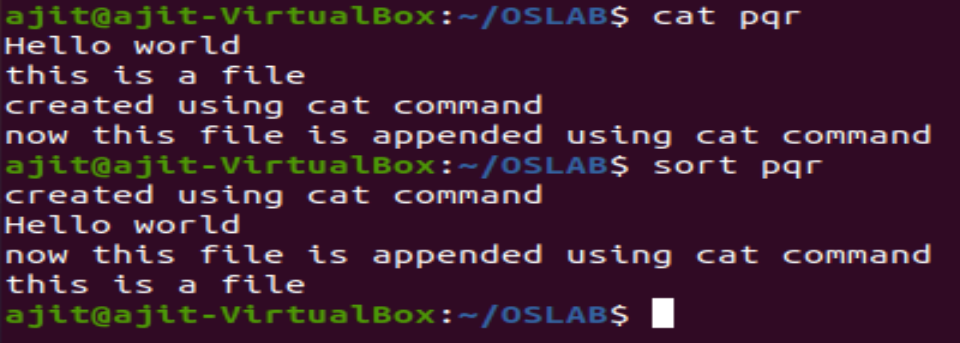 ajit@ajit-VirtualBox:~/OSLAB$ cat pqr
Hello world
this is a file
created using cat command
now this file is appended using cat command
ajit@ajit-VirtualBox:~/OSLAB$ sort pqr
created using cat command
Hello world
now this file is appended using cat command
this is a file
ajit@ajit-VirtualBox:~/OSLAB$